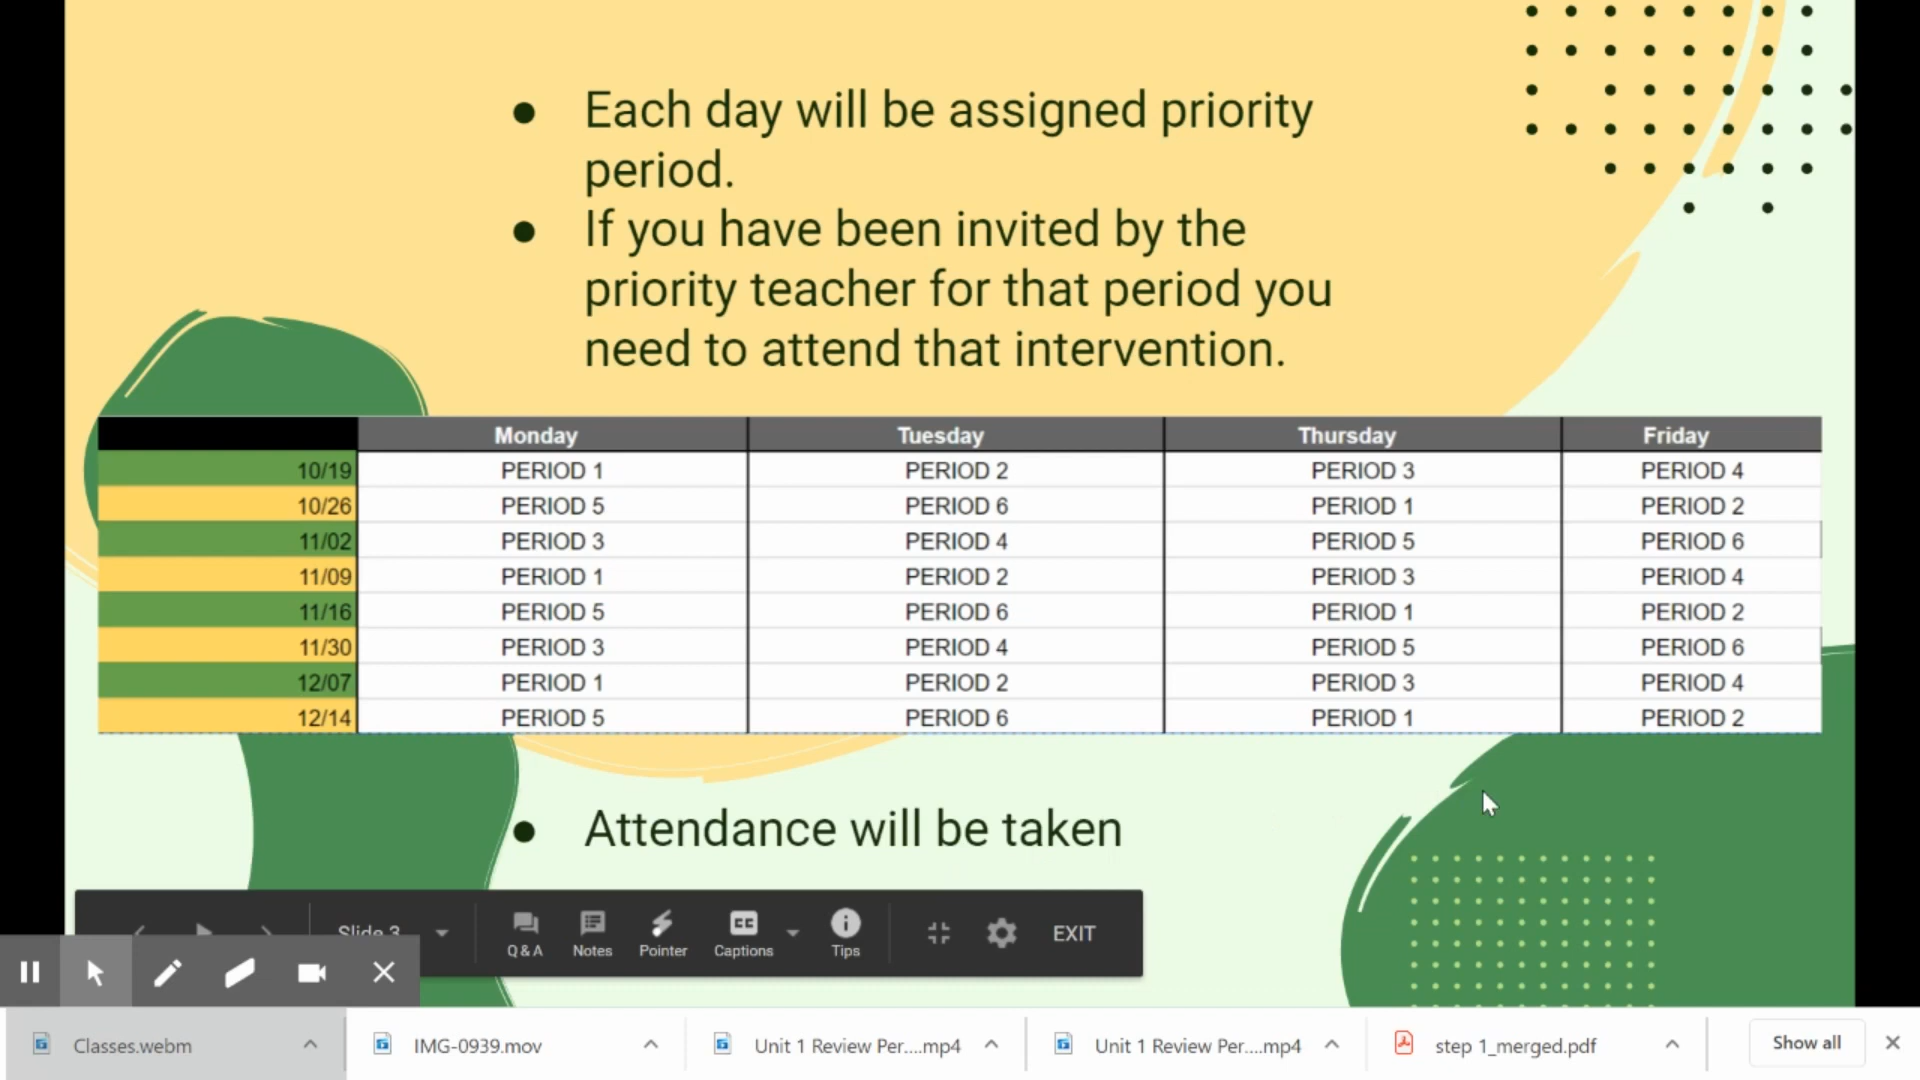 Each day will be assigned priority
period.
If you have been invited by the
priority teacher for that period you
need to attend that intervention.
Monday Tuesday Thursday Friday
10/19 PERIOD 1 PERIOD 2 PERIOD 3 PERIOD 4
10/26 PERIOD 5 PERIOD 6 PERIOD 1 PERIOD 2
11/02 PERIOD 3 PERIOD 4 PERIOD 5 PERIOD 6
11/09 PERIOD 1 PERIOD 2 PERIOD 3 PERIOD 4
11/16 PERIOD 5 PERIOD 6 PERIOD 1 PERIOD 2
11/30 PERIOD 3 PERIOD 4 PERIOD 5 PERIOD 6
12/07 PERIOD 1 PERIOD 2 PERIOD 3 PERIOD 4
12/14 PERIOD 5 PERIOD 6 PERIOD 1 PERIOD 2
Attendance will be taken
Slide 3 Q & A Notes Pointer CC Captions Tips EXIT
Classes.webm IMG-0939.mov Unit 1 Review Per....mp4 Unit 1 Review Per....mp4 step 1_merged.pdf Show all